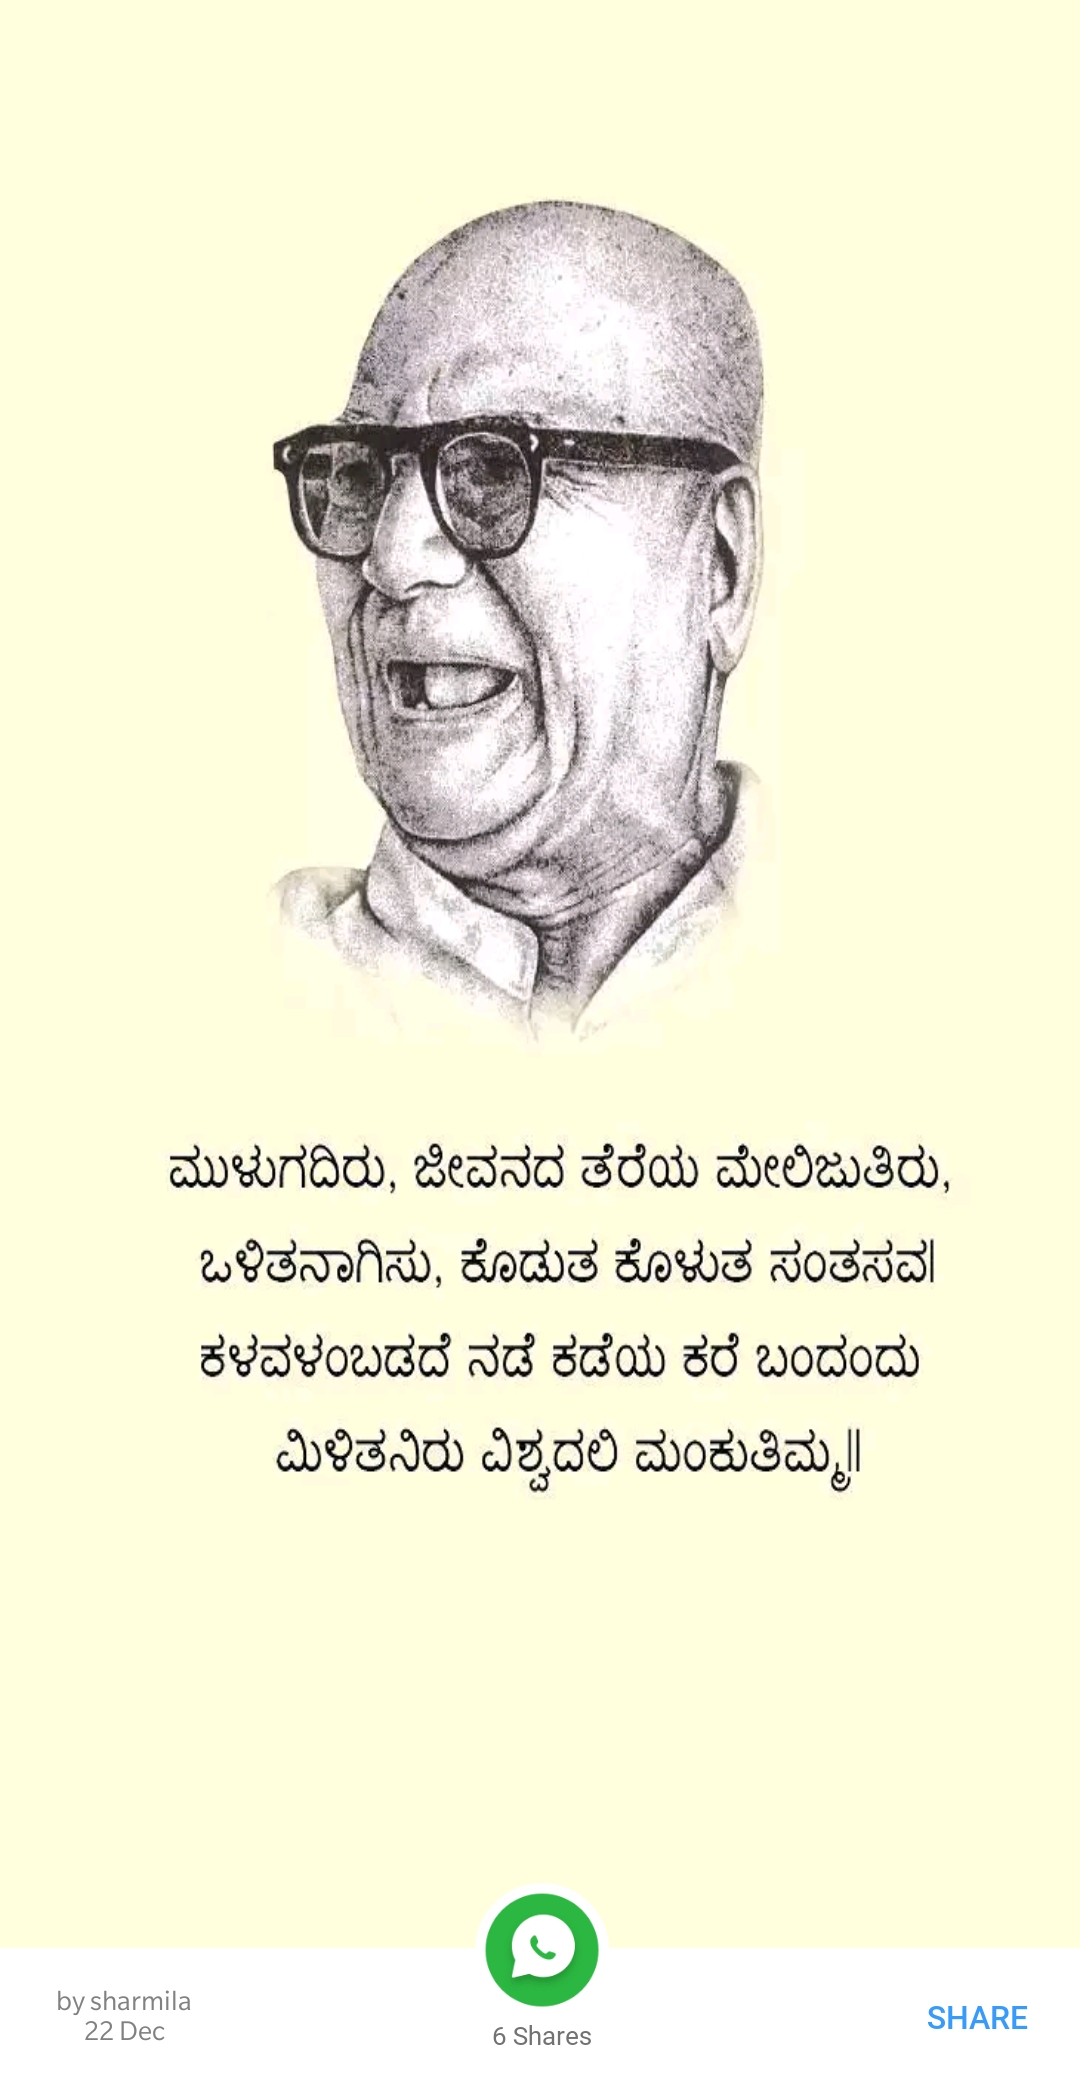 ಮುಳುಗದಿರು, ಜೀವನದ ತೆರೆಯ ಮೇಲೀಜುತಿರು,
ಒಳಿತನಾಗಿಸು, ಕೊಡುತ ಕೊಳುತ ಸಂತಸವ|
ಕಳವಳಂಬಡದೆ ನಡೆ ಕಡೆಯ ಕರೆ ಬಂದಂದು
ಮಿಳಿತನಿರು ವಿಶ್ವದಲಿ ಮಂಕುತಿಮ್ಮ||
by sharmila
22 Dec
6 Shares
SHARE